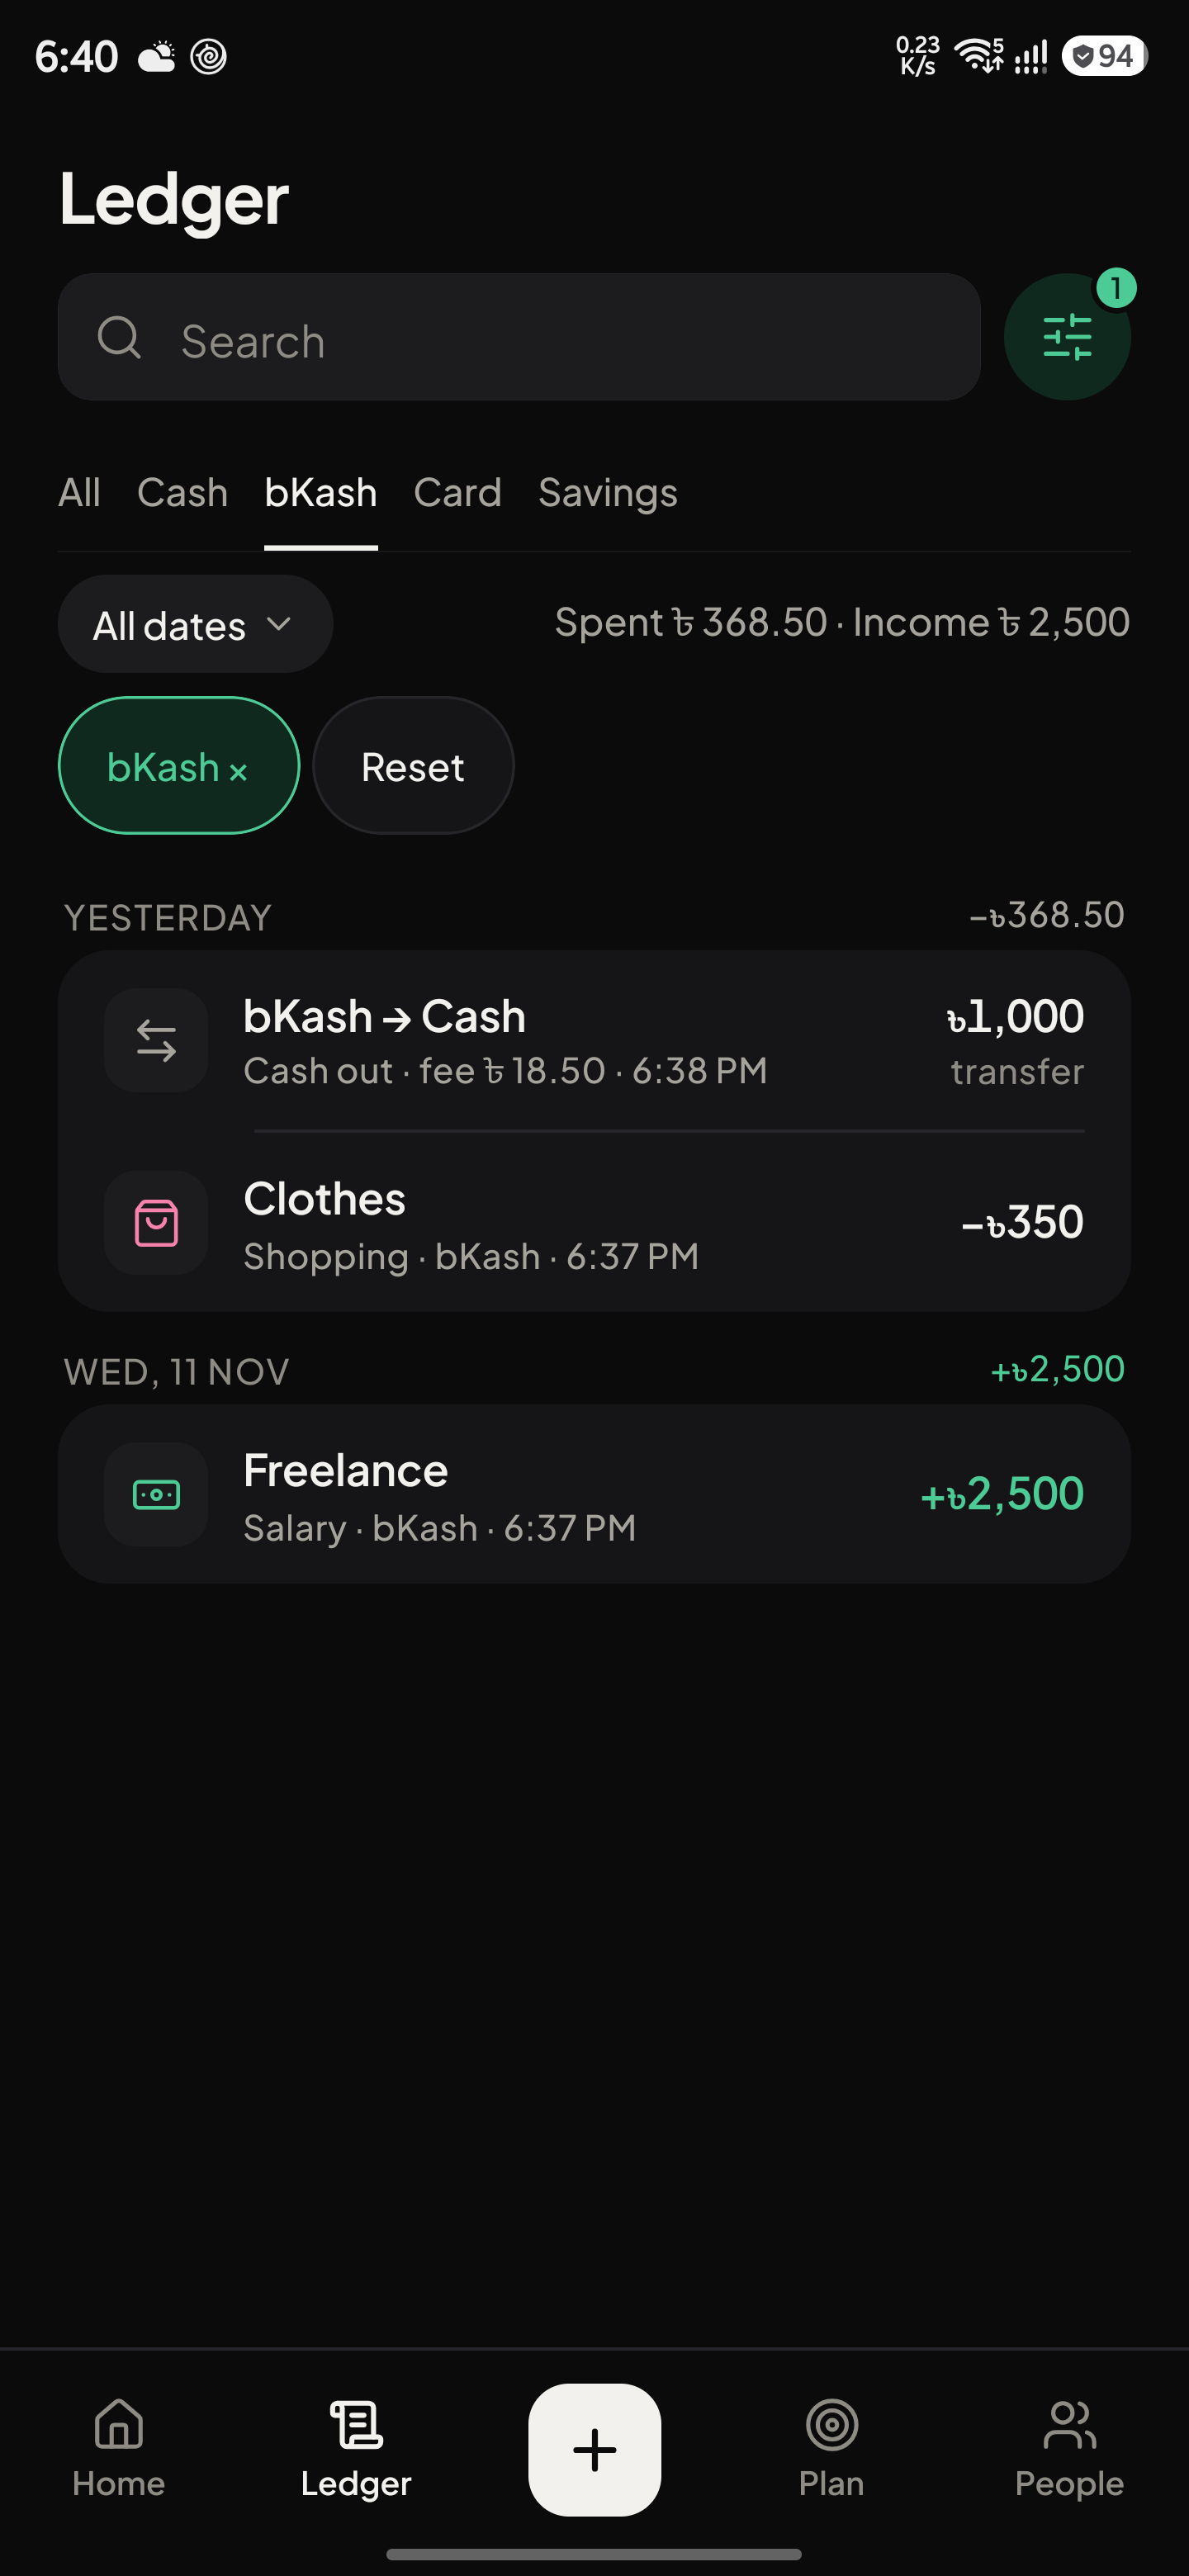 6:40
0.23 K/s
5
94
Ledger
Search
1
All Cash bKash Card Savings
All dates
Spent ৳ 368.50 · Income ৳ 2,500
bKash ×
Reset
YESTERDAY
−৳368.50
bKash → Cash
৳1,000
Cash out · fee ৳ 18.50 · 6:38 PM
transfer
Clothes
−৳350
Shopping · bKash · 6:37 PM
WED, 11 NOV
+৳2,500
Freelance
+৳2,500
Salary · bKash · 6:37 PM
Home
Ledger
Plan
People